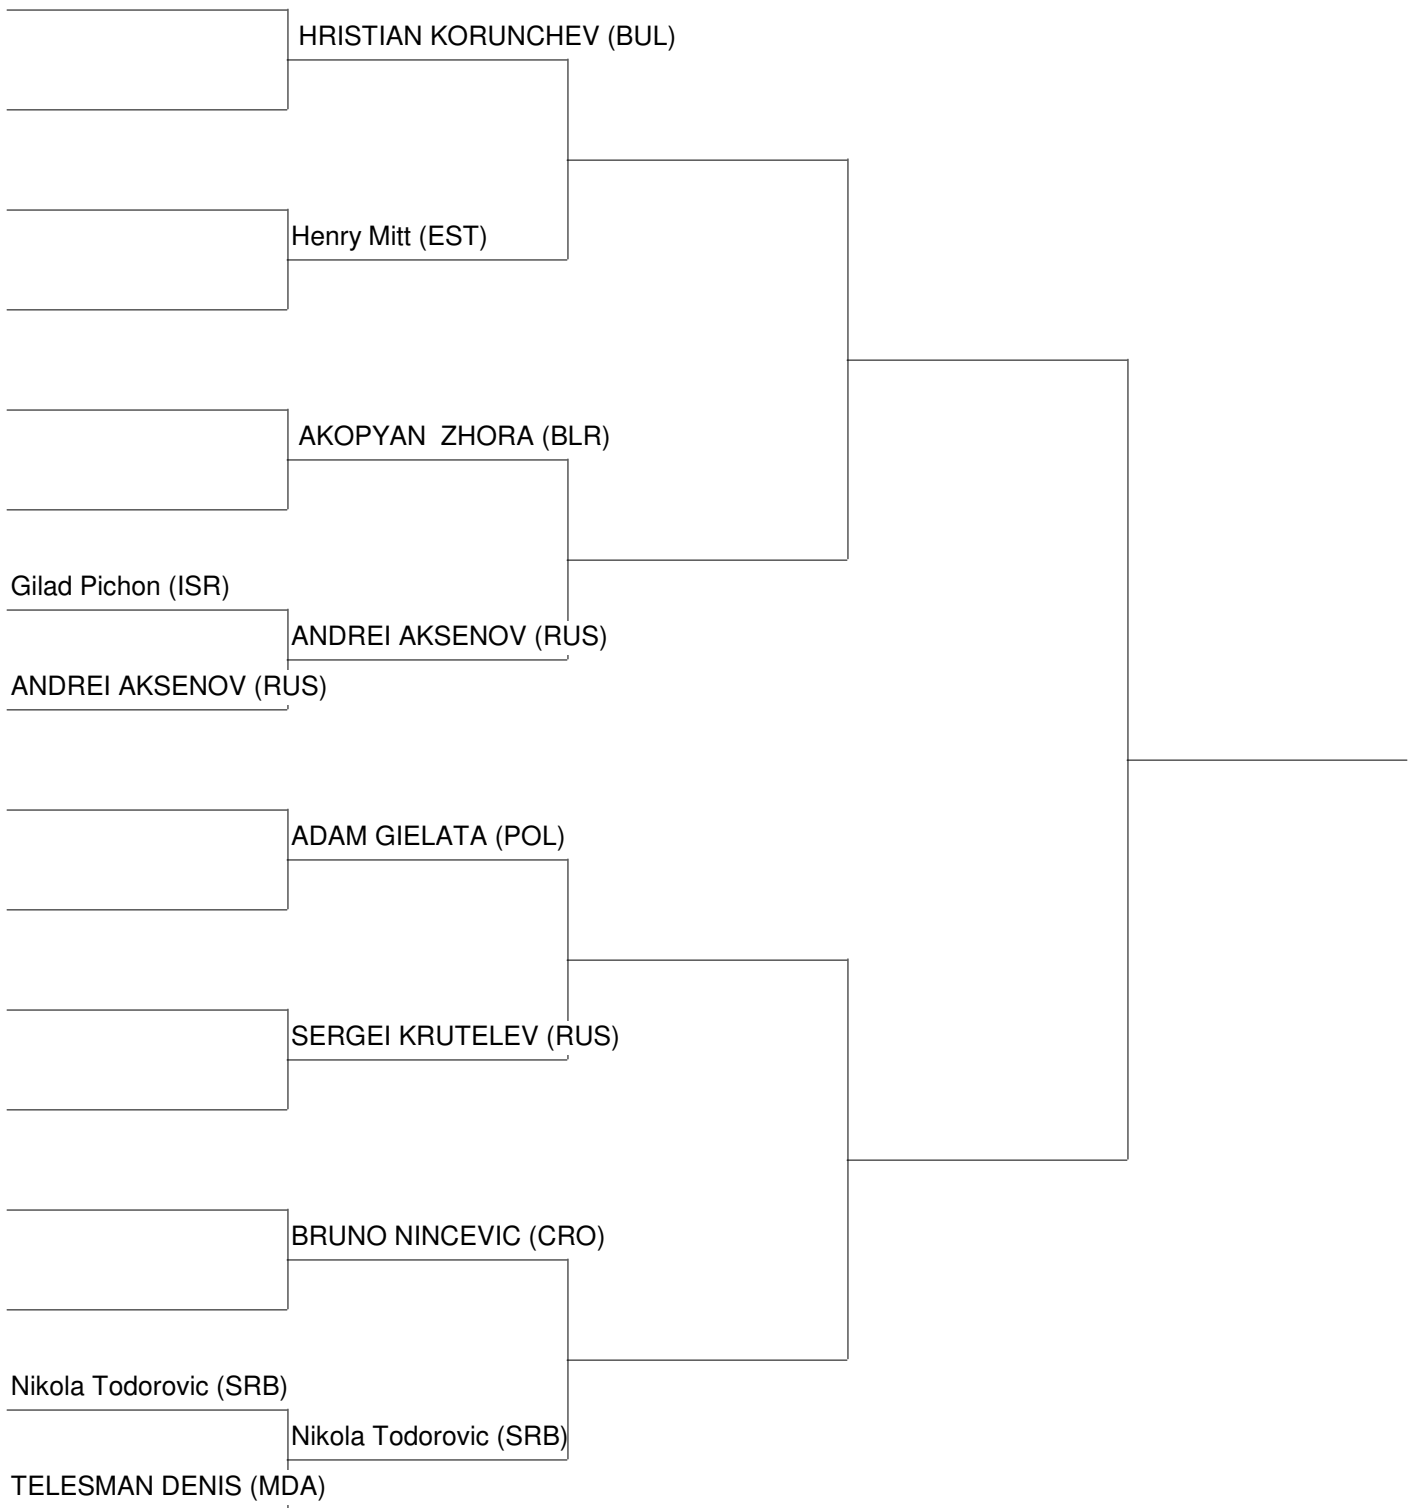 HRISTIAN KORUNCHEV (BUL)
Henry Mitt (EST)
AKOPYAN  ZHORA (BLR)
Gilad Pichon (ISR)
ANDREI AKSENOV (RUS)
ANDREI AKSENOV (RUS)
ADAM GIELATA (POL)
SERGEI KRUTELEV (RUS)
BRUNO NINCEVIC (CRO)
Nikola Todorovic (SRB)
Nikola Todorovic (SRB)
TELESMAN DENIS (MDA)